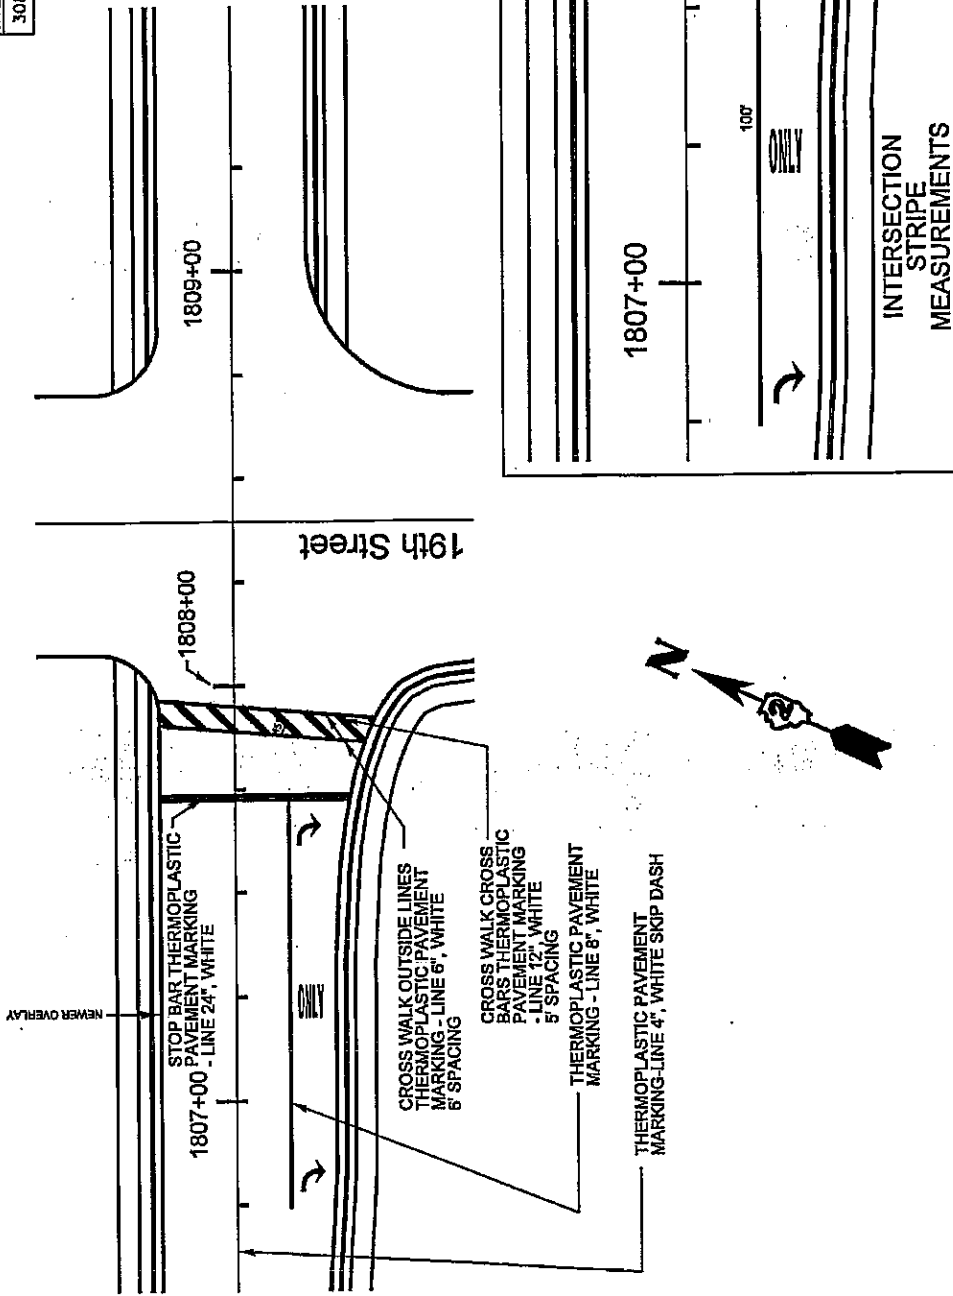 308
NEWER OVERLAY
STOP BAR THERMOPLASTIC
PAVEMENT MARKING
- LINE 24", WHITE
1807+00
1808+00
1809+00
19th Street
ONLY
CROSS WALK OUTSIDE LINES
THERMOPLASTIC PAVEMENT
MARKING - LINE 6", WHITE
6' SPACING
CROSS WALK CROSS
BARS THERMOPLASTIC
PAVEMENT MARKING
- LINE 12", WHITE
5' SPACING
THERMOPLASTIC PAVEMENT
MARKING - LINE 8", WHITE
THERMOPLASTIC PAVEMENT
MARKING-LINE 4", WHITE SKIP DASH
N
1807+00
100'
ONLY
INTERSECTION
STRIPE
MEASUREMENTS